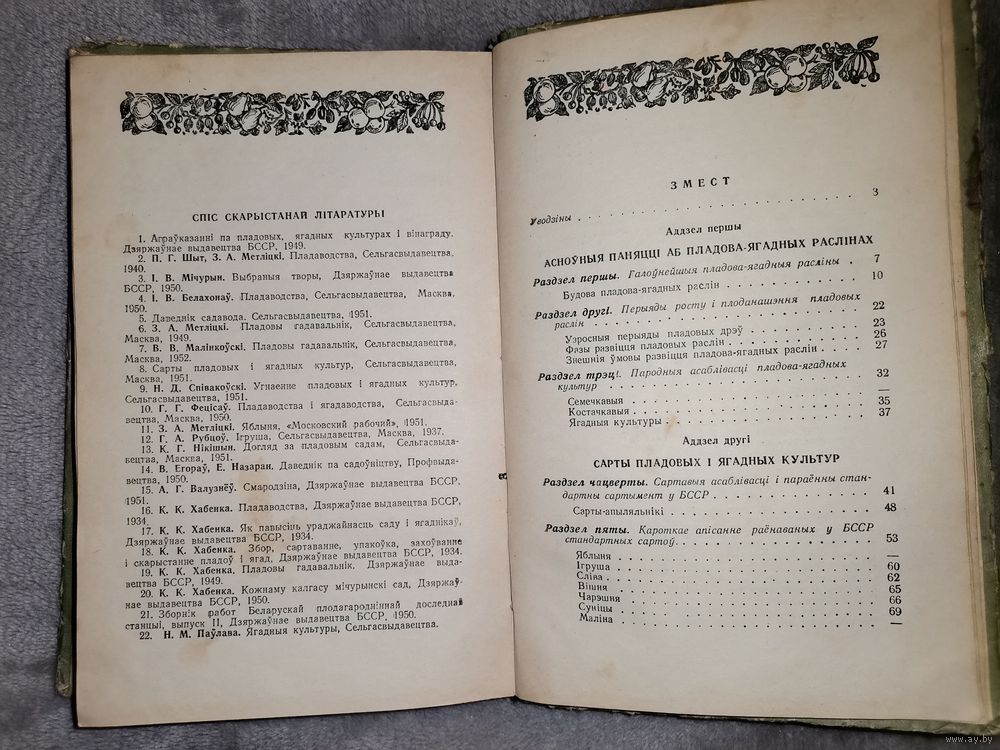 СПІС СКАРЫСТАНАЙ ЛІТАРАТУРЫ
1. Аграўказанні па пладовых, ягадных культурах і вінаграду.
Дзяржаўнае выдавецтва БССР, 1949.
2. П. Г. Шыт, З. А. Метліцкі. Пладаводства, Сельгасвыдавецтва,
1940.
3. І. В. Мічурын. Выбраныя творы, Дзяржаўнае выдавецтва
БССР, 1950.
4. І. В. Белахонаў. Пладаводства, Сельгасвыдавецтва, Масква,
1950.
5. Даведнік садавода. Сельгасвыдавецтва, 1951.
6. З. А. Метліцкі. Пладовы гадавальнік, Сельгасвыдавецтва,
Масква, 1949.
7. В. В. Малінкоўскі. Пладовы гадавальнік, Сельгасвыдавецтва,
Масква, 1952.
8. Сарты пладовых і ягадных культур, Сельгасвыдавецтва,
Масква, 1951.
9. Н. Д. Співакоўскі. Угнаенне пладовых і ягадных культур,
Сельгасвыдавецтва, 1951.
10. Г. Г. Фецісаў. Пладаводства і ягадаводства, Сельгасвыда-
вецтва, Масква, 1950.
11. З. А. Метліцкі. Яблыня, «Московский рабочий», 1951.
12. Г. А. Рубцоў. Ігруша, Сельгасвыдавецтва, Масква, 1937.
13. К. Г. Нікішын. Догляд за пладовым садам, Сельгасвыда-
вецтва, Масква, 1951.
14. В. Егораў, Е. Назаран. Даведнік па садоўніцтву, Профвыда-
вецтва, 1950.
15. А. Г. Валузнёў. Смародзіна, Дзяржаўнае выдавецтва БССР,
1951.
16. К. К. Хабенка. Пладаводства, Дзяржаўнае выдавецтва БССР,
1934.
17. К. К. Хабенка. Як павысіць ураджайнасць саду і ягаднікаў,
Дзяржаўнае выдавецтва БССР, 1934.
18. К. К. Хабенка. Збор, сартаванне, упакоўка, захоўванне
і скарыстанне пладоў і ягад, Дзяржаўнае выдавецтва БССР, 1934.
19. К. К. Хабенка. Пладовы гадавальнік, Дзяржаўнае выда-
вецтва БССР, 1949.
20. К. К. Хабенка. Кожнаму калгасу мічурынскі сад, Дзяржаў-
нае выдавецтва БССР, 1950.
21. Зборнік работ Беларускай плодагароднінай доследнай
станцыі, выпуск II, Дзяржаўнае выдавецтва БССР, 1950.
22. Н. М. Паўлава. Ягадныя культуры, Сельгасвыдавецтва.
ЗМЕСТ
Уводзіны . . . . . . . . . . 3
Аддзел першы
АСНОЎНЫЯ ПАНЯЦЦІ АБ ПЛАДОВА-ЯГАДНЫХ РАСЛІНАХ
Раздзел першы. Галоўнейшыя пладова-ягадныя расліны . 7
Будова пладова-ягадных раслін . . . . . . . . 10
Раздзел другі. Перыяды росту і плоданашэння пладовых
раслін . . . . . . . . . . 22
Узросныя перыяды пладовых дрэў . . . . . . 23
Фазы развіцця пладовых раслін . . . . . . . 26
Знешнія ўмовы развіцця пладова-ягадных раслін . . . 27
Раздзел трэці. Пародныя асаблівасці пладова-ягадных
культур . . . . . . . . . . 32
Семечкавыя . . . . . . . . . . —
Костачкавыя . . . . . . . . . . 35
Ягадныя культуры . . . . . . . . . . 37
Аддзел другі
САРТЫ ПЛАДОВЫХ І ЯГАДНЫХ КУЛЬТУР
Раздзел чацверты. Сартавыя асаблівасці і параённы стан-
дартны сартымент у БССР . . . . . . . . . . 41
Сарты-апыляльнікі . . . . . . . . . . 48
Раздзел пяты. Кароткае апісанне раёнаваных у БССР
стандартных сартоў . . . . . . . . . . 53
Яблыня . . . . . . . . . . —
Ігруша . . . . . . . . . . 60
Сліва . . . . . . . . . . 62
Вішня . . . . . . . . . . 65
Чарэшня . . . . . . . . . . 66
Суніцы . . . . . . . . . . 69
Маліна . . . . . . . . . . —
www.ay.by